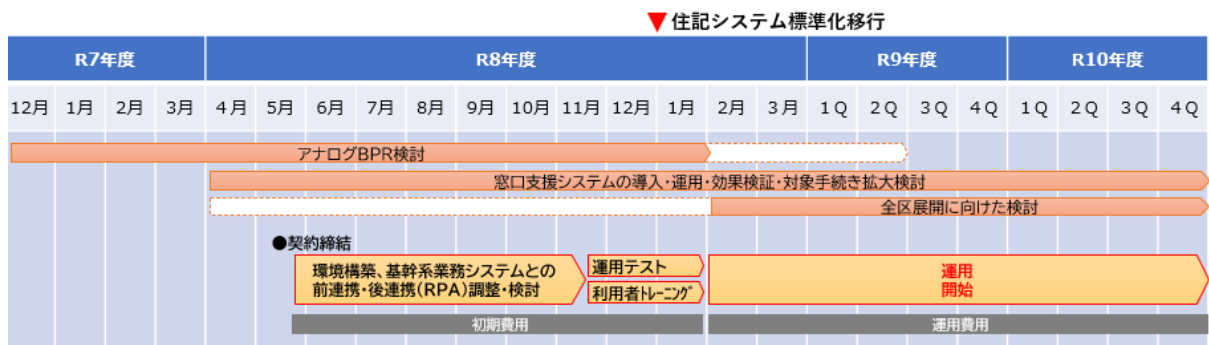 ▼住記システム標準化移行
R7年度 R8年度 R9年度 R10年度
12月 1月 2月 3月 4月 5月 6月 7月 8月 9月 10月 11月 12月 1月 2月 3月 1Q 2Q 3Q 4Q 1Q 2Q 3Q 4Q
アナログBPR検討
窓口支援システムの導入・運用・効果検証・対象手続き拡大検討
全区展開に向けた検討
●契約締結
環境構築、基幹系業務システムとの
前連携・後連携(RPA)調整・検討
運用テスト
利用者トレーニング
運用
開始
初期費用
運用費用